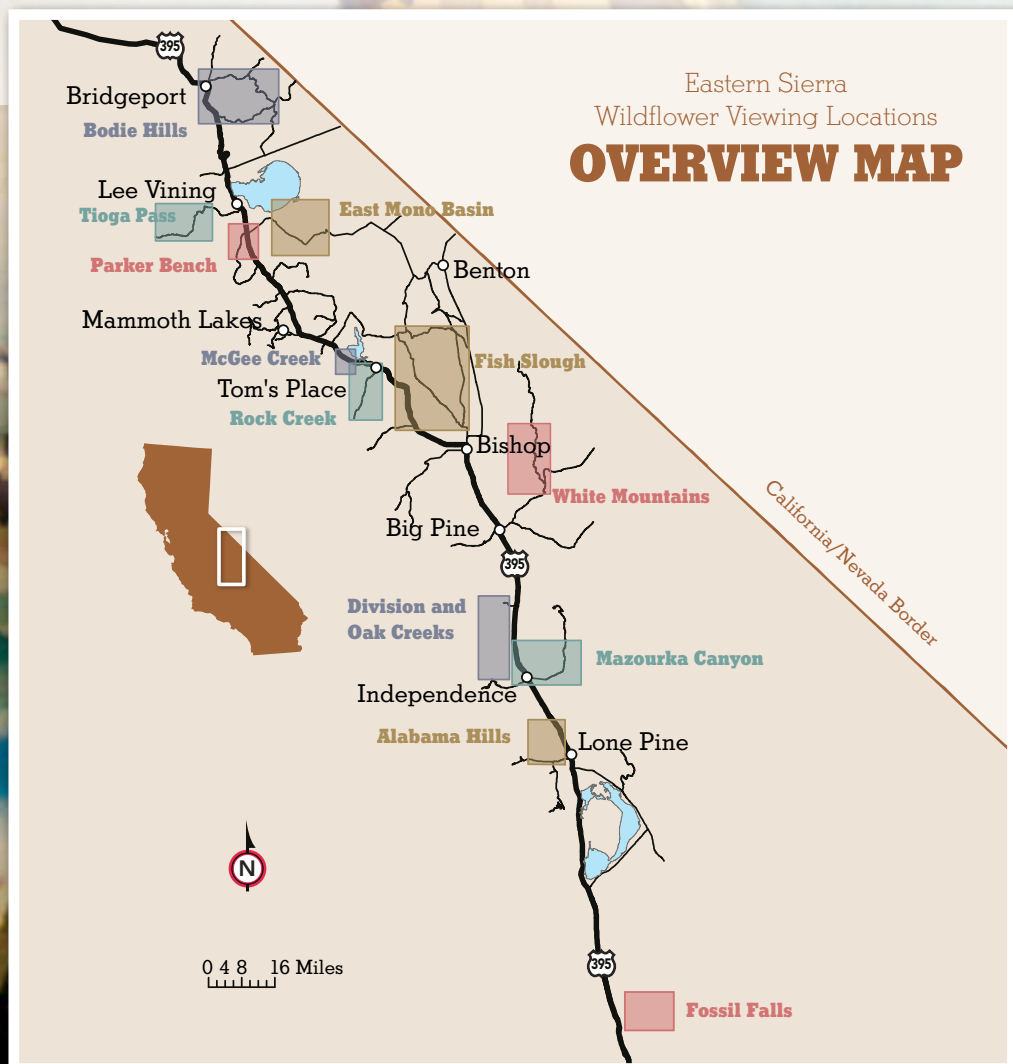 Eastern Sierra
Wildflower Viewing Locations
OVERVIEW MAP
395
Bridgeport
Bodie Hills
Lee Vining
Tioga Pass
East Mono Basin
Parker Bench
Benton
Mammoth Lakes
McGee Creek
Fish Slough
Tom's Place
Rock Creek
Bishop
White Mountains
California/Nevada Border
Big Pine
395
Division and
Oak Creeks
Mazourka Canyon
Independence
Alabama Hills
Lone Pine
N
0 4 8 16 Miles
395
Fossil Falls